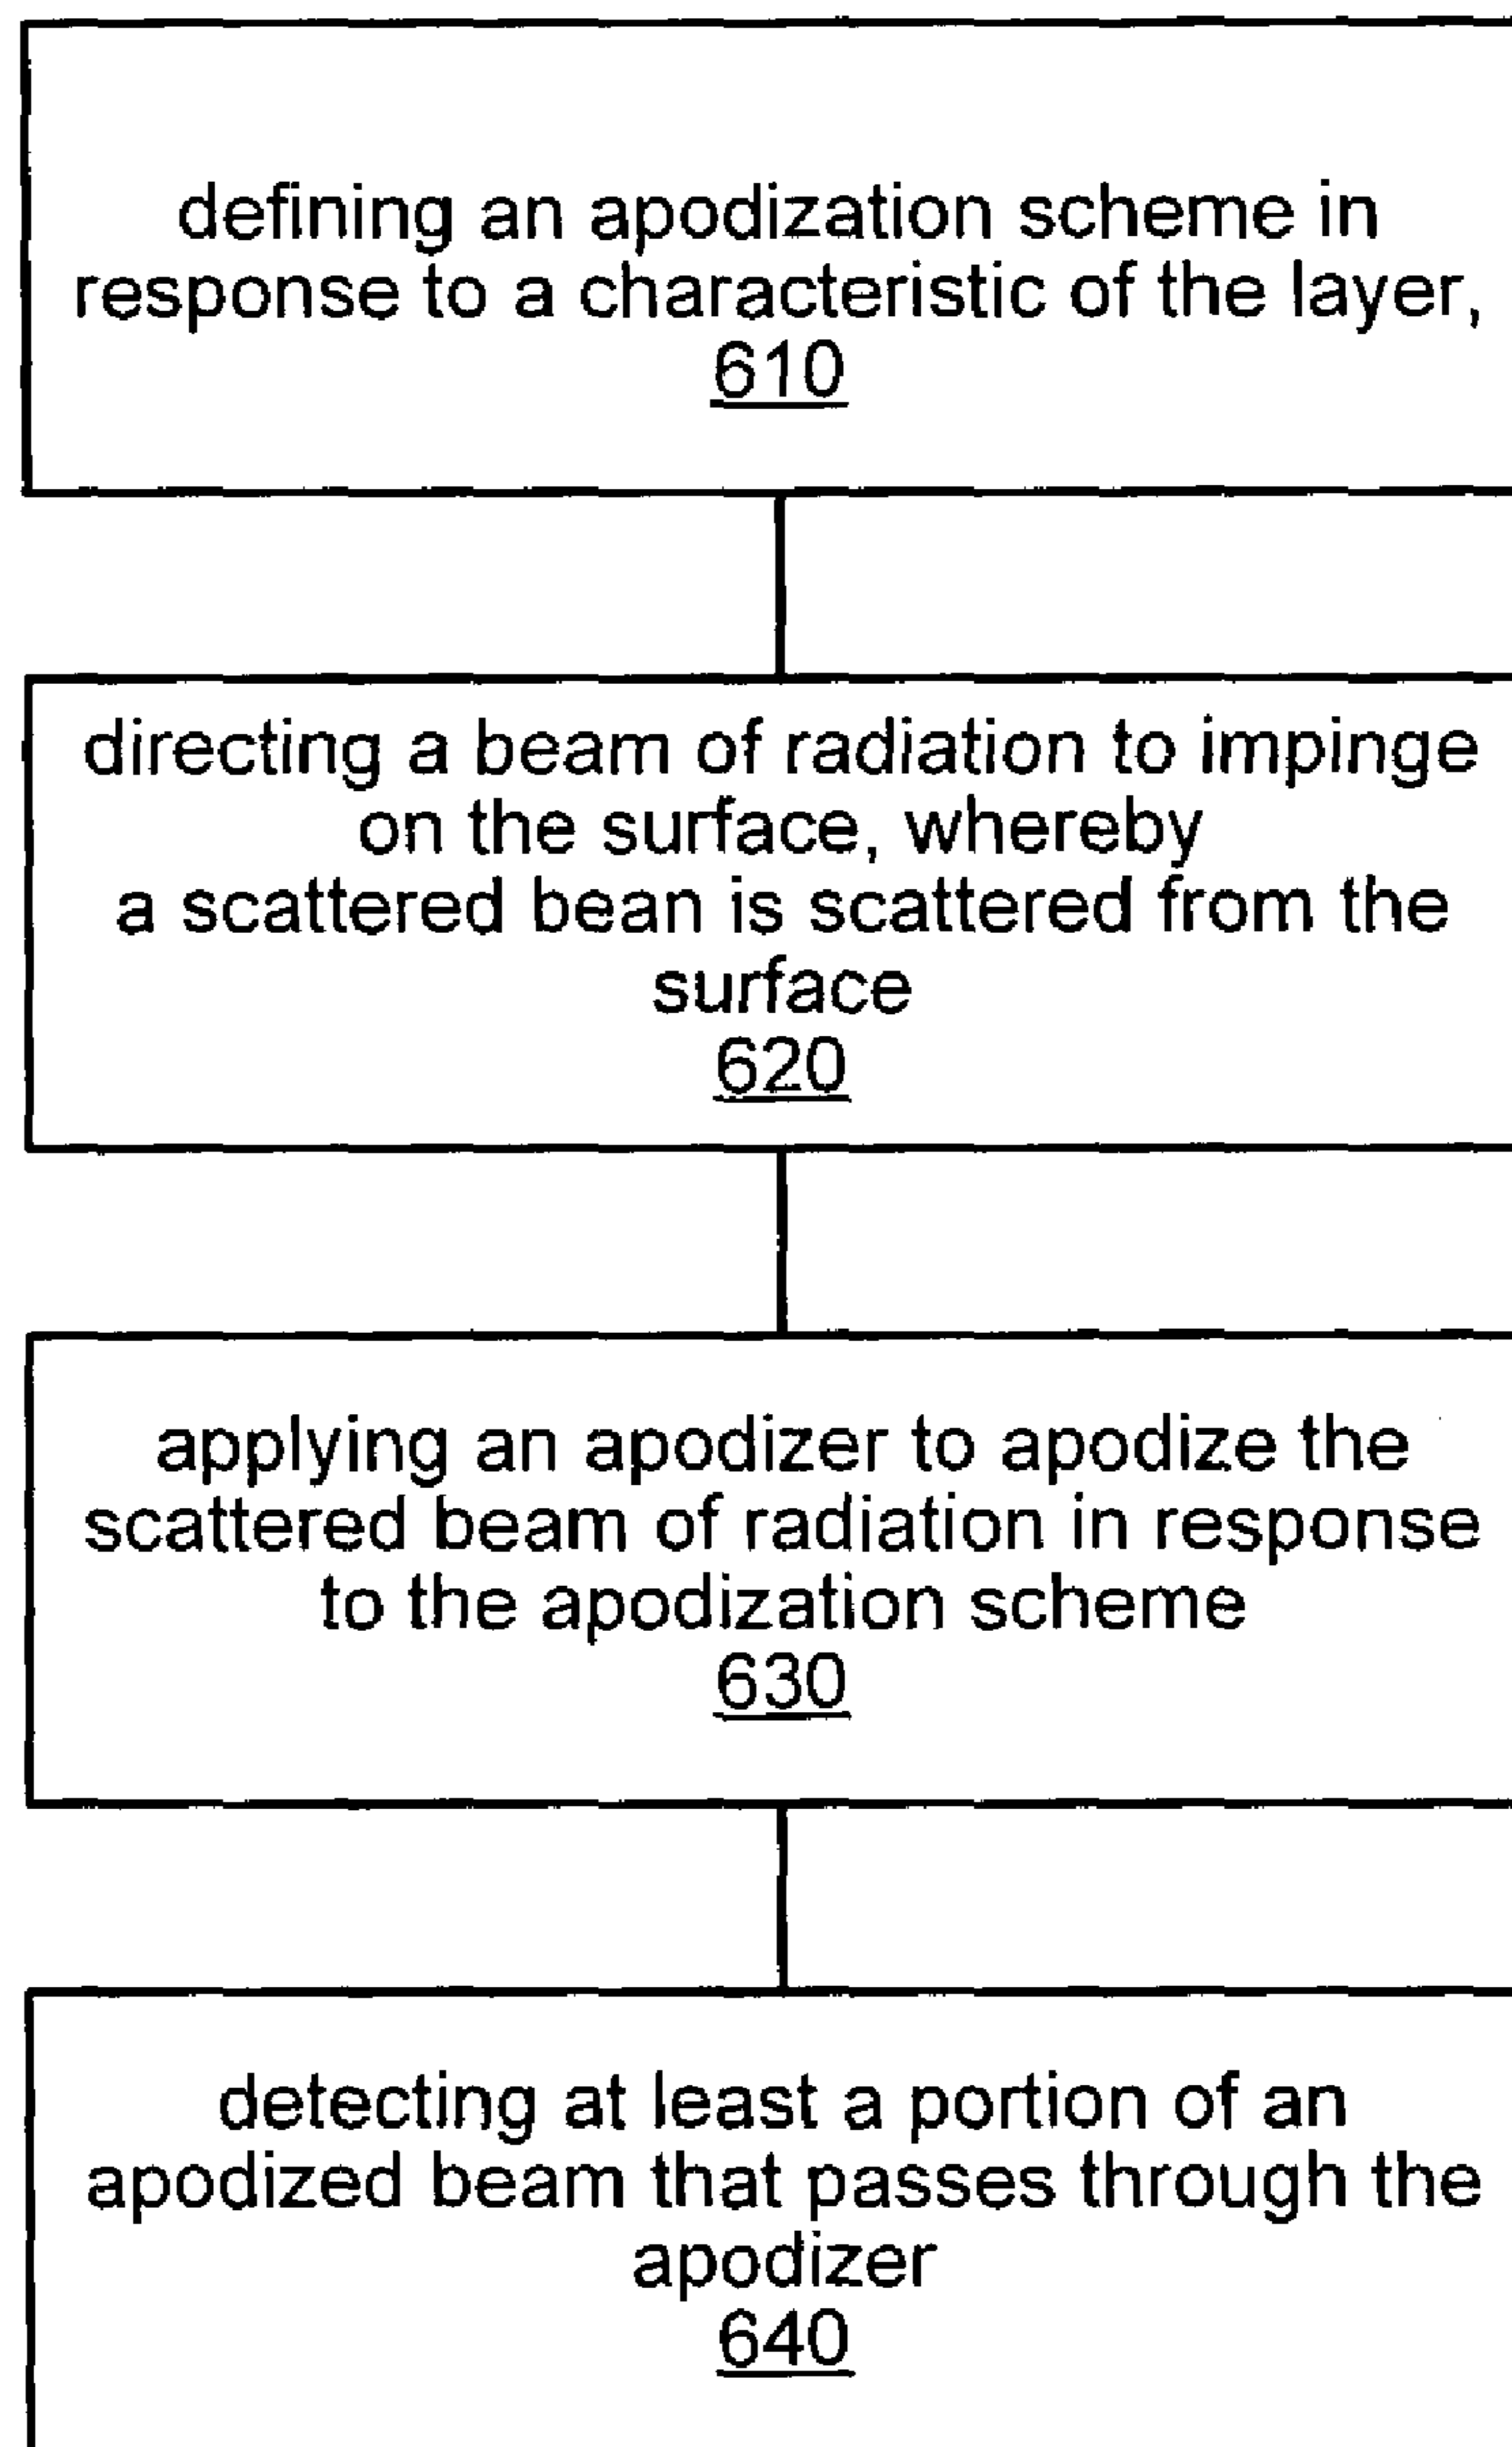 defining an apodization scheme in
response to a characteristic of the layer,
610
directing a beam of radiation to impinge
on the surface, whereby
a scattered bean is scattered from the
surface
620
applying an apodizer to apodize the
scattered beam of radiation in response
to the apodization scheme
630
detecting at least a portion of an
apodized beam that passes through the
apodizer
640